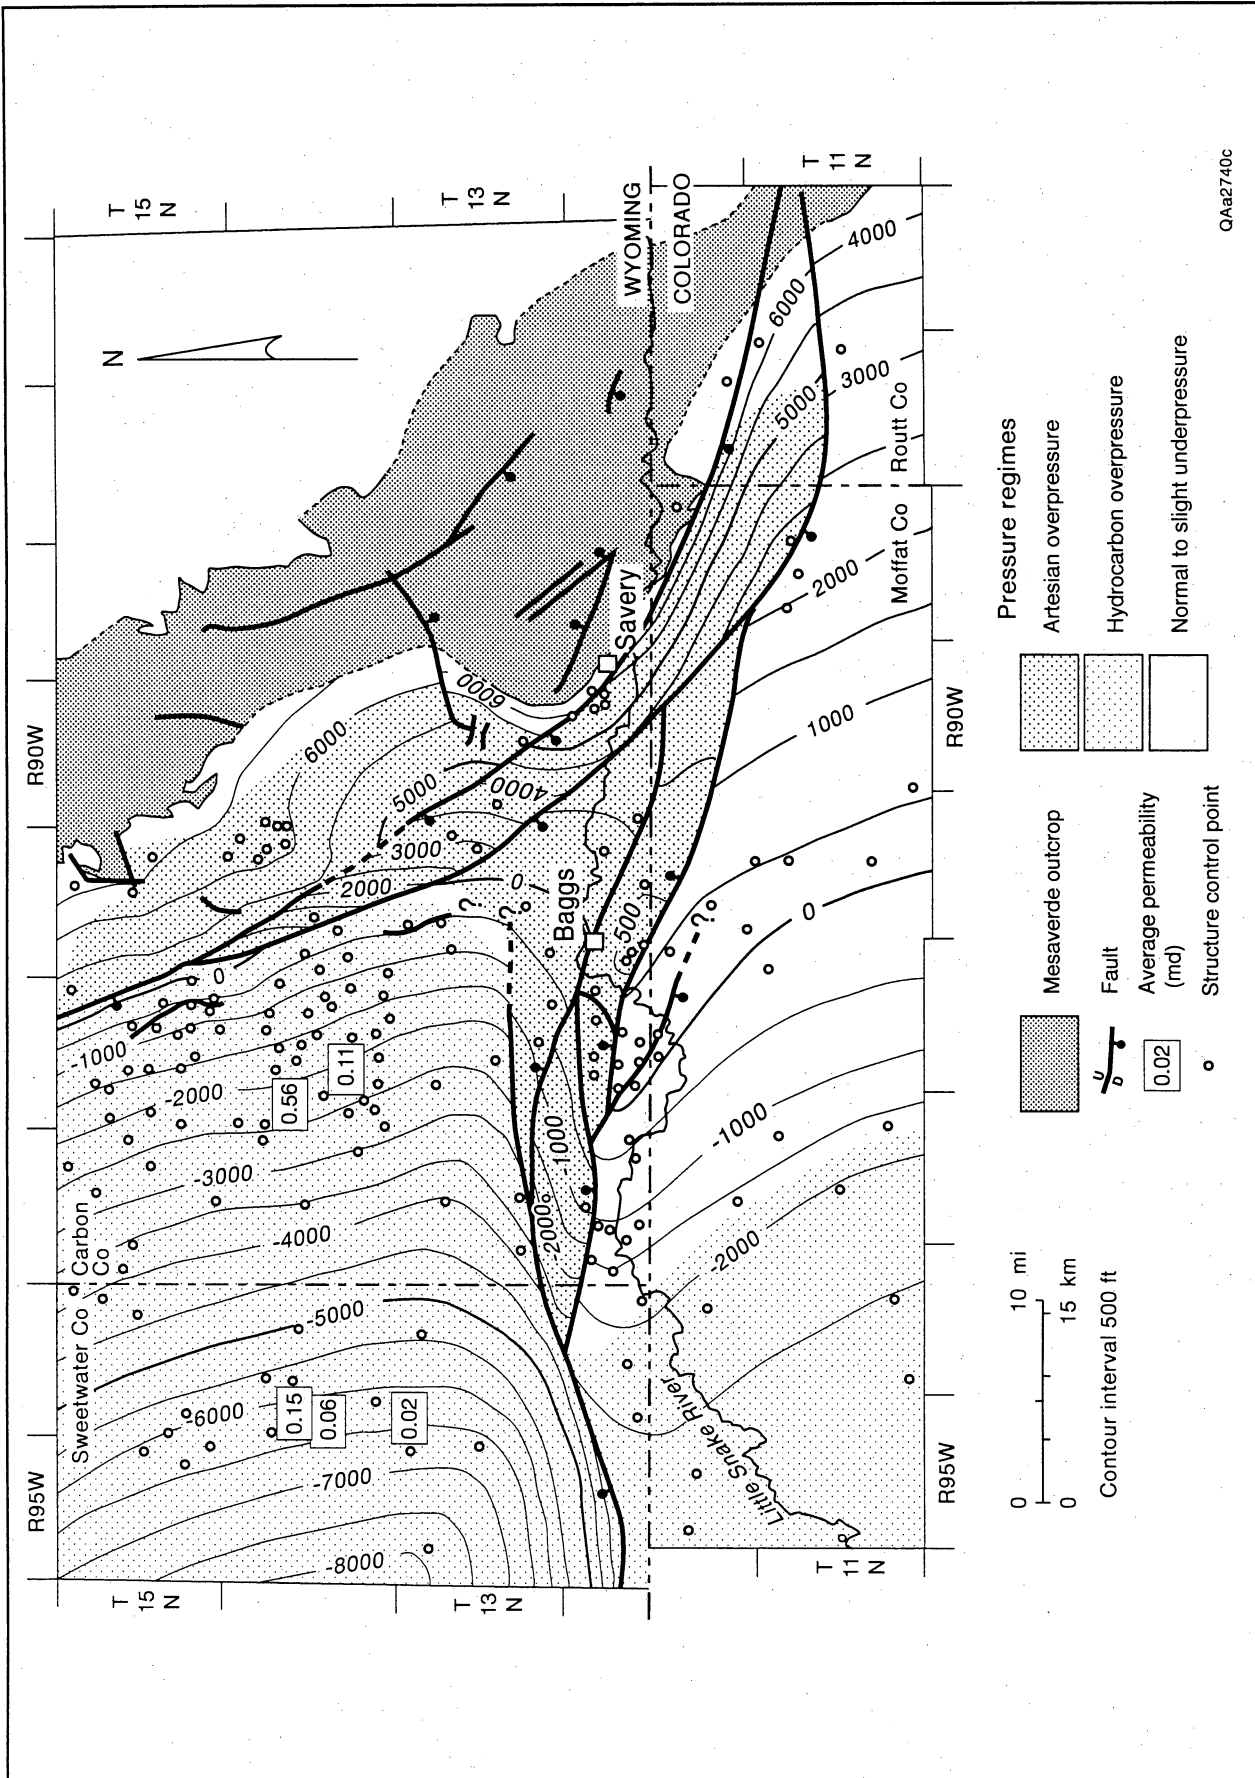 R95W
R90W
T
15
N
T
13
N
T
15
N
T
13
N
N
Sweetwater Co
Carbon
Co
-8000
-7000
-6000
-5000
-4000
-3000
-2000
-1000
0
2000
3000
4000
5000
6000
6000
0.15
0.06
0.02
0.56
0.11
?
?
0
-1000
-2000
500
Baggs
Savery
WYOMING
COLORADO
Little Snake River
?
-2000
-1000
0
1000
2000
3000
4000
5000
6000
Moffat Co
Routt Co
T
11
N
T
11
N
R95W
R90W
0 10 mi
0 15 km
Contour interval 500 ft
Mesaverde outcrop
U
D
Fault
0.02
Average permeability
(md)
Structure control point
Pressure regimes
Artesian overpressure
Hydrocarbon overpressure
Normal to slight underpressure
QAa2740c